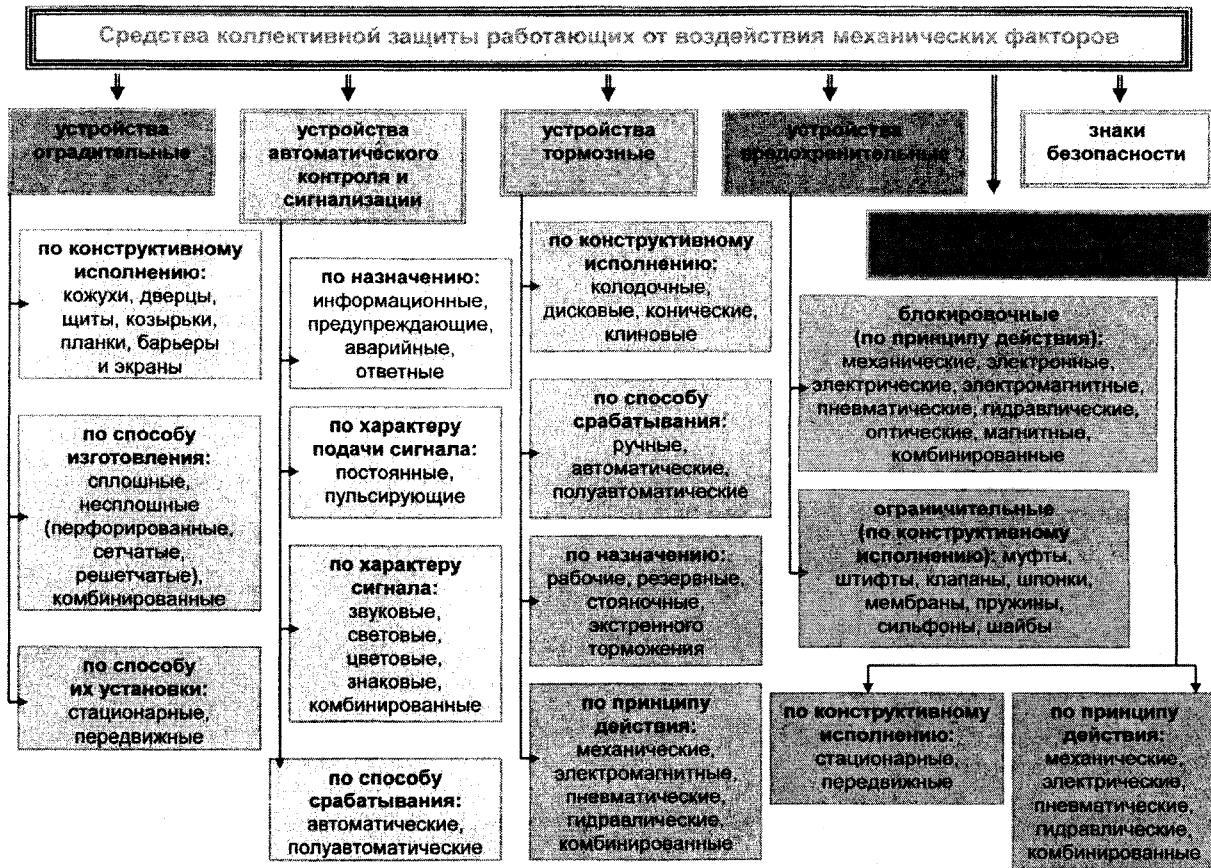 Средства коллективной защиты работающих от воздействия механических факторов
устройства
оградительные
по конструктивному
исполнению:
кожухи, дверцы,
щиты, козырьки,
планки, барьеры
и экраны
по способу
изготовления:
сплошные,
несплошные
(перфорированные,
сетчатые,
решетчатые),
комбинированные
по способу
их установки:
стационарные,
передвижные
устройства
автоматического
контроля и
сигнализации
по назначению:
информационные,
предупреждающие,
аварийные,
ответные
по характеру
подачи сигнала:
постоянные,
пульсирующие
по характеру
сигнала:
звуковые,
световые,
цветовые,
знаковые,
комбинированные
по способу
срабатывания:
автоматические,
полуавтоматические
устройства
тормозные
по конструктивному
исполнению:
колодочные,
дисковые, конические,
клиновые
по способу
срабатывания:
ручные,
автоматические,
полуавтоматические
по назначению:
рабочие, резервные,
стояночные,
экстренного
торможения
по принципу
действия:
механические,
электромагнитные,
пневматические,
гидравлические,
комбинированные
устройства
предохранительные
блокировочные
(по принципу действия):
механические, электронные,
электрические, электромагнитные,
пневматические, гидравлические,
оптические, магнитные,
комбинированные
ограничительные
(по конструктивному
исполнению): муфты,
штифты, клапаны, шпонки,
мембраны, пружины,
сильфоны, шайбы
знаки
безопасности
по конструктивному
исполнению:
стационарные,
передвижные
по принципу
действия:
механические,
электрические,
пневматические,
гидравлические,
комбинированные